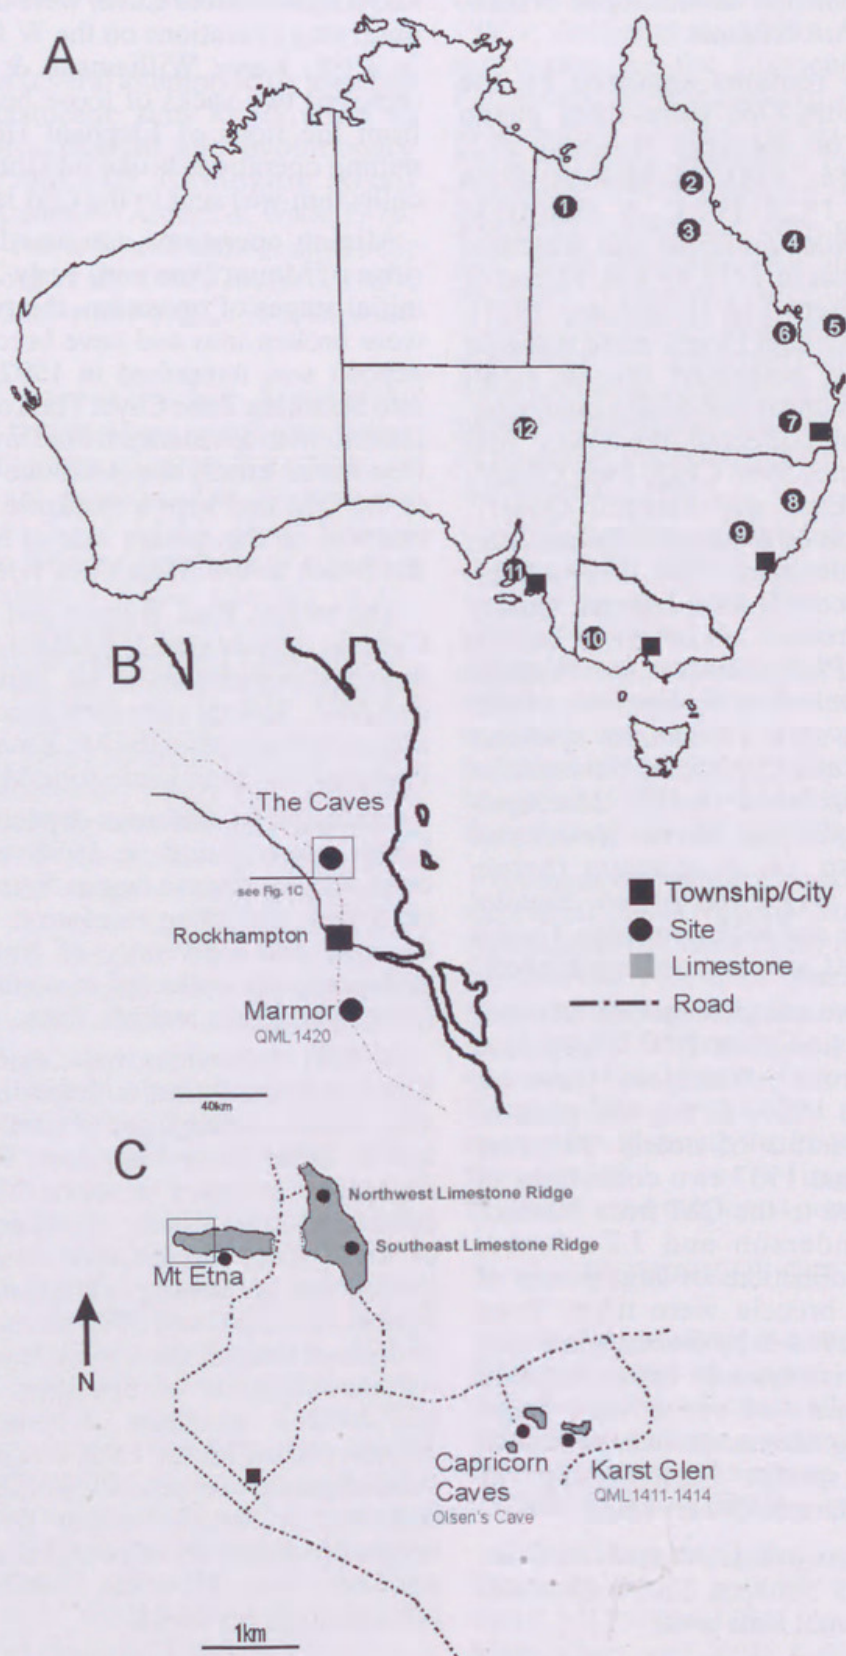 A
1
2
3
4
5
6
7
8
9
10
11
12
B
The Caves
see Fig. 1C
Rockhampton
Marmor
QML1420
40km
Township/City
Site
Limestone
Road
C
Northwest Limestone Ridge
Southeast Limestone Ridge
Mt Etna
N
Capricorn
Caves
Olsen's Cave
Karst Glen
QML1411-1414
1km